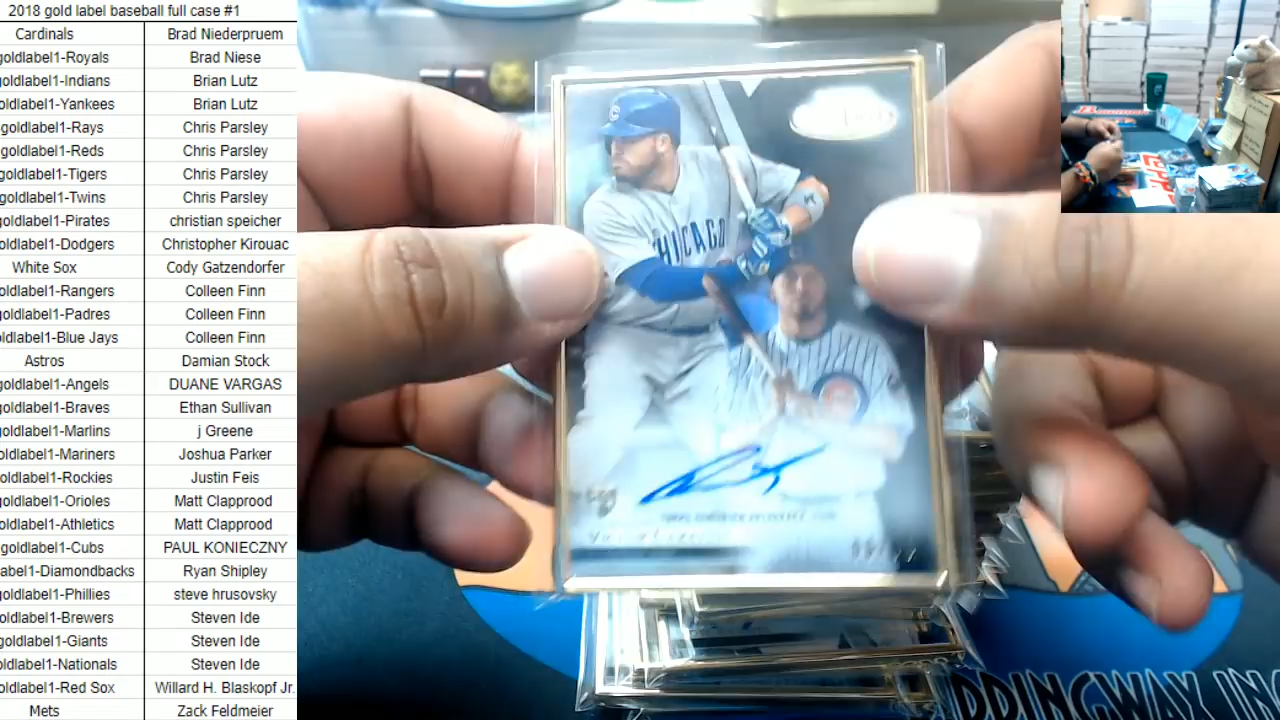 2018 gold label baseball full case #1
Cardinals Brad Niederpruem
goldlabel1-Royals Brad Niese
goldlabel1-Indians Brian Lutz
oldlabel1-Yankees Brian Lutz
goldlabel1-Rays Chris Parsley
goldlabel1-Reds Chris Parsley
goldlabel1-Tigers Chris Parsley
goldlabel1-Twins Chris Parsley
goldlabel1-Pirates christian speicher
oldlabel1-Dodgers Christopher Kirouac
White Sox Cody Gatzendorfer
goldlabel1-Rangers Colleen Finn
goldlabel1-Padres Colleen Finn
oldlabel1-Blue Jays Colleen Finn
Astros Damian Stock
goldlabel1-Angels DUANE VARGAS
goldlabel1-Braves Ethan Sullivan
goldlabel1-Marlins j Greene
oldlabel1-Mariners Joshua Parker
oldlabel1-Rockies Justin Feis
goldlabel1-Orioles Matt Clapprood
oldlabel1-Athletics Matt Clapprood
goldlabel1-Cubs PAUL KONIECZNY
abel1-Diamondbacks Ryan Shipley
goldlabel1-Phillies steve hrusovsky
oldlabel1-Brewers Steven Ide
goldlabel1-Giants Steven Ide
oldlabel1-Nationals Steven Ide
oldlabel1-Red Sox Willard H. Blaskopf Jr.
Mets Zack Feldmeier
CHICAGO
DDINGWAY INC